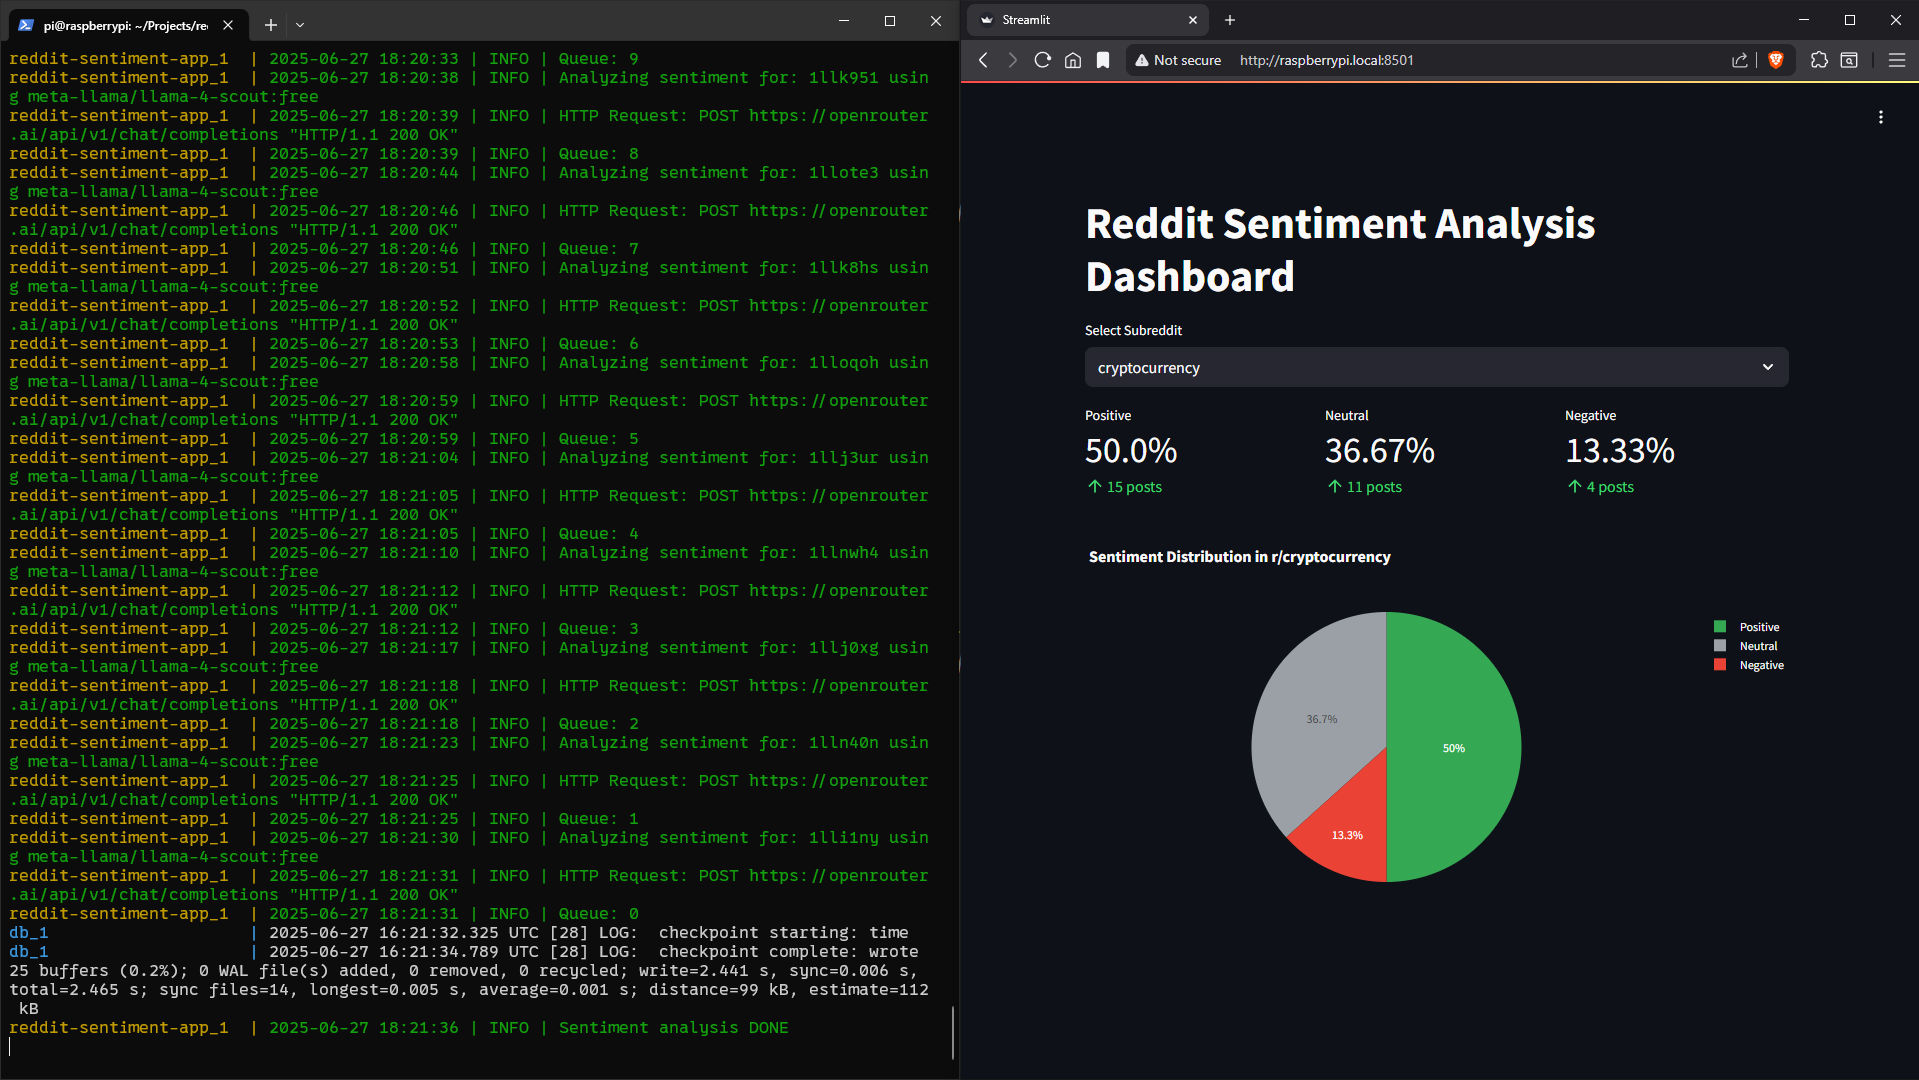 pi@raspberrypi: ~/Projects/re
reddit-sentiment-app_1  | 2025-06-27 18:20:33 | INFO | Queue: 9
reddit-sentiment-app_1  | 2025-06-27 18:20:38 | INFO | Analyzing sentiment for: 1llk951 usin
g meta-llama/llama-4-scout:free
reddit-sentiment-app_1  | 2025-06-27 18:20:39 | INFO | HTTP Request: POST https://openrouter
.ai/api/v1/chat/completions "HTTP/1.1 200 OK"
reddit-sentiment-app_1  | 2025-06-27 18:20:39 | INFO | Queue: 8
reddit-sentiment-app_1  | 2025-06-27 18:20:44 | INFO | Analyzing sentiment for: 1llote3 usin
g meta-llama/llama-4-scout:free
reddit-sentiment-app_1  | 2025-06-27 18:20:46 | INFO | HTTP Request: POST https://openrouter
.ai/api/v1/chat/completions "HTTP/1.1 200 OK"
reddit-sentiment-app_1  | 2025-06-27 18:20:46 | INFO | Queue: 7
reddit-sentiment-app_1  | 2025-06-27 18:20:51 | INFO | Analyzing sentiment for: 1llk8hs usin
g meta-llama/llama-4-scout:free
reddit-sentiment-app_1  | 2025-06-27 18:20:52 | INFO | HTTP Request: POST https://openrouter
.ai/api/v1/chat/completions "HTTP/1.1 200 OK"
reddit-sentiment-app_1  | 2025-06-27 18:20:53 | INFO | Queue: 6
reddit-sentiment-app_1  | 2025-06-27 18:20:58 | INFO | Analyzing sentiment for: 1lloqoh usin
g meta-llama/llama-4-scout:free
reddit-sentiment-app_1  | 2025-06-27 18:20:59 | INFO | HTTP Request: POST https://openrouter
.ai/api/v1/chat/completions "HTTP/1.1 200 OK"
reddit-sentiment-app_1  | 2025-06-27 18:20:59 | INFO | Queue: 5
reddit-sentiment-app_1  | 2025-06-27 18:21:04 | INFO | Analyzing sentiment for: 1llj3ur usin
g meta-llama/llama-4-scout:free
reddit-sentiment-app_1  | 2025-06-27 18:21:05 | INFO | HTTP Request: POST https://openrouter
.ai/api/v1/chat/completions "HTTP/1.1 200 OK"
reddit-sentiment-app_1  | 2025-06-27 18:21:05 | INFO | Queue: 4
reddit-sentiment-app_1  | 2025-06-27 18:21:10 | INFO | Analyzing sentiment for: 1llnwh4 usin
g meta-llama/llama-4-scout:free
reddit-sentiment-app_1  | 2025-06-27 18:21:12 | INFO | HTTP Request: POST https://openrouter
.ai/api/v1/chat/completions "HTTP/1.1 200 OK"
reddit-sentiment-app_1  | 2025-06-27 18:21:12 | INFO | Queue: 3
reddit-sentiment-app_1  | 2025-06-27 18:21:17 | INFO | Analyzing sentiment for: 1llj0xg usin
g meta-llama/llama-4-scout:free
reddit-sentiment-app_1  | 2025-06-27 18:21:18 | INFO | HTTP Request: POST https://openrouter
.ai/api/v1/chat/completions "HTTP/1.1 200 OK"
reddit-sentiment-app_1  | 2025-06-27 18:21:18 | INFO | Queue: 2
reddit-sentiment-app_1  | 2025-06-27 18:21:23 | INFO | Analyzing sentiment for: 1lln40n usin
g meta-llama/llama-4-scout:free
reddit-sentiment-app_1  | 2025-06-27 18:21:25 | INFO | HTTP Request: POST https://openrouter
.ai/api/v1/chat/completions "HTTP/1.1 200 OK"
reddit-sentiment-app_1  | 2025-06-27 18:21:25 | INFO | Queue: 1
reddit-sentiment-app_1  | 2025-06-27 18:21:30 | INFO | Analyzing sentiment for: 1lli1ny usin
g meta-llama/llama-4-scout:free
reddit-sentiment-app_1  | 2025-06-27 18:21:31 | INFO | HTTP Request: POST https://openrouter
.ai/api/v1/chat/completions "HTTP/1.1 200 OK"
reddit-sentiment-app_1  | 2025-06-27 18:21:31 | INFO | Queue: 0
db_1                    | 2025-06-27 16:21:32.325 UTC [28] LOG:  checkpoint starting: time
db_1                    | 2025-06-27 16:21:34.789 UTC [28] LOG:  checkpoint complete: wrote
25 buffers (0.2%); 0 WAL file(s) added, 0 removed, 0 recycled; write=2.441 s, sync=0.006 s,
total=2.465 s; sync files=14, longest=0.005 s, average=0.001 s; distance=99 kB, estimate=112
 kB
reddit-sentiment-app_1  | 2025-06-27 18:21:36 | INFO | Sentiment analysis DONE
Streamlit
Not secure http://raspberrypi.local:8501
Reddit Sentiment Analysis
Dashboard
Select Subreddit
cryptocurrency
Positive Neutral Negative
50.0% 36.67% 13.33%
↑ 15 posts ↑ 11 posts ↑ 4 posts
Sentiment Distribution in r/cryptocurrency
Positive
Neutral
Negative
36.7%
50%
13.3%